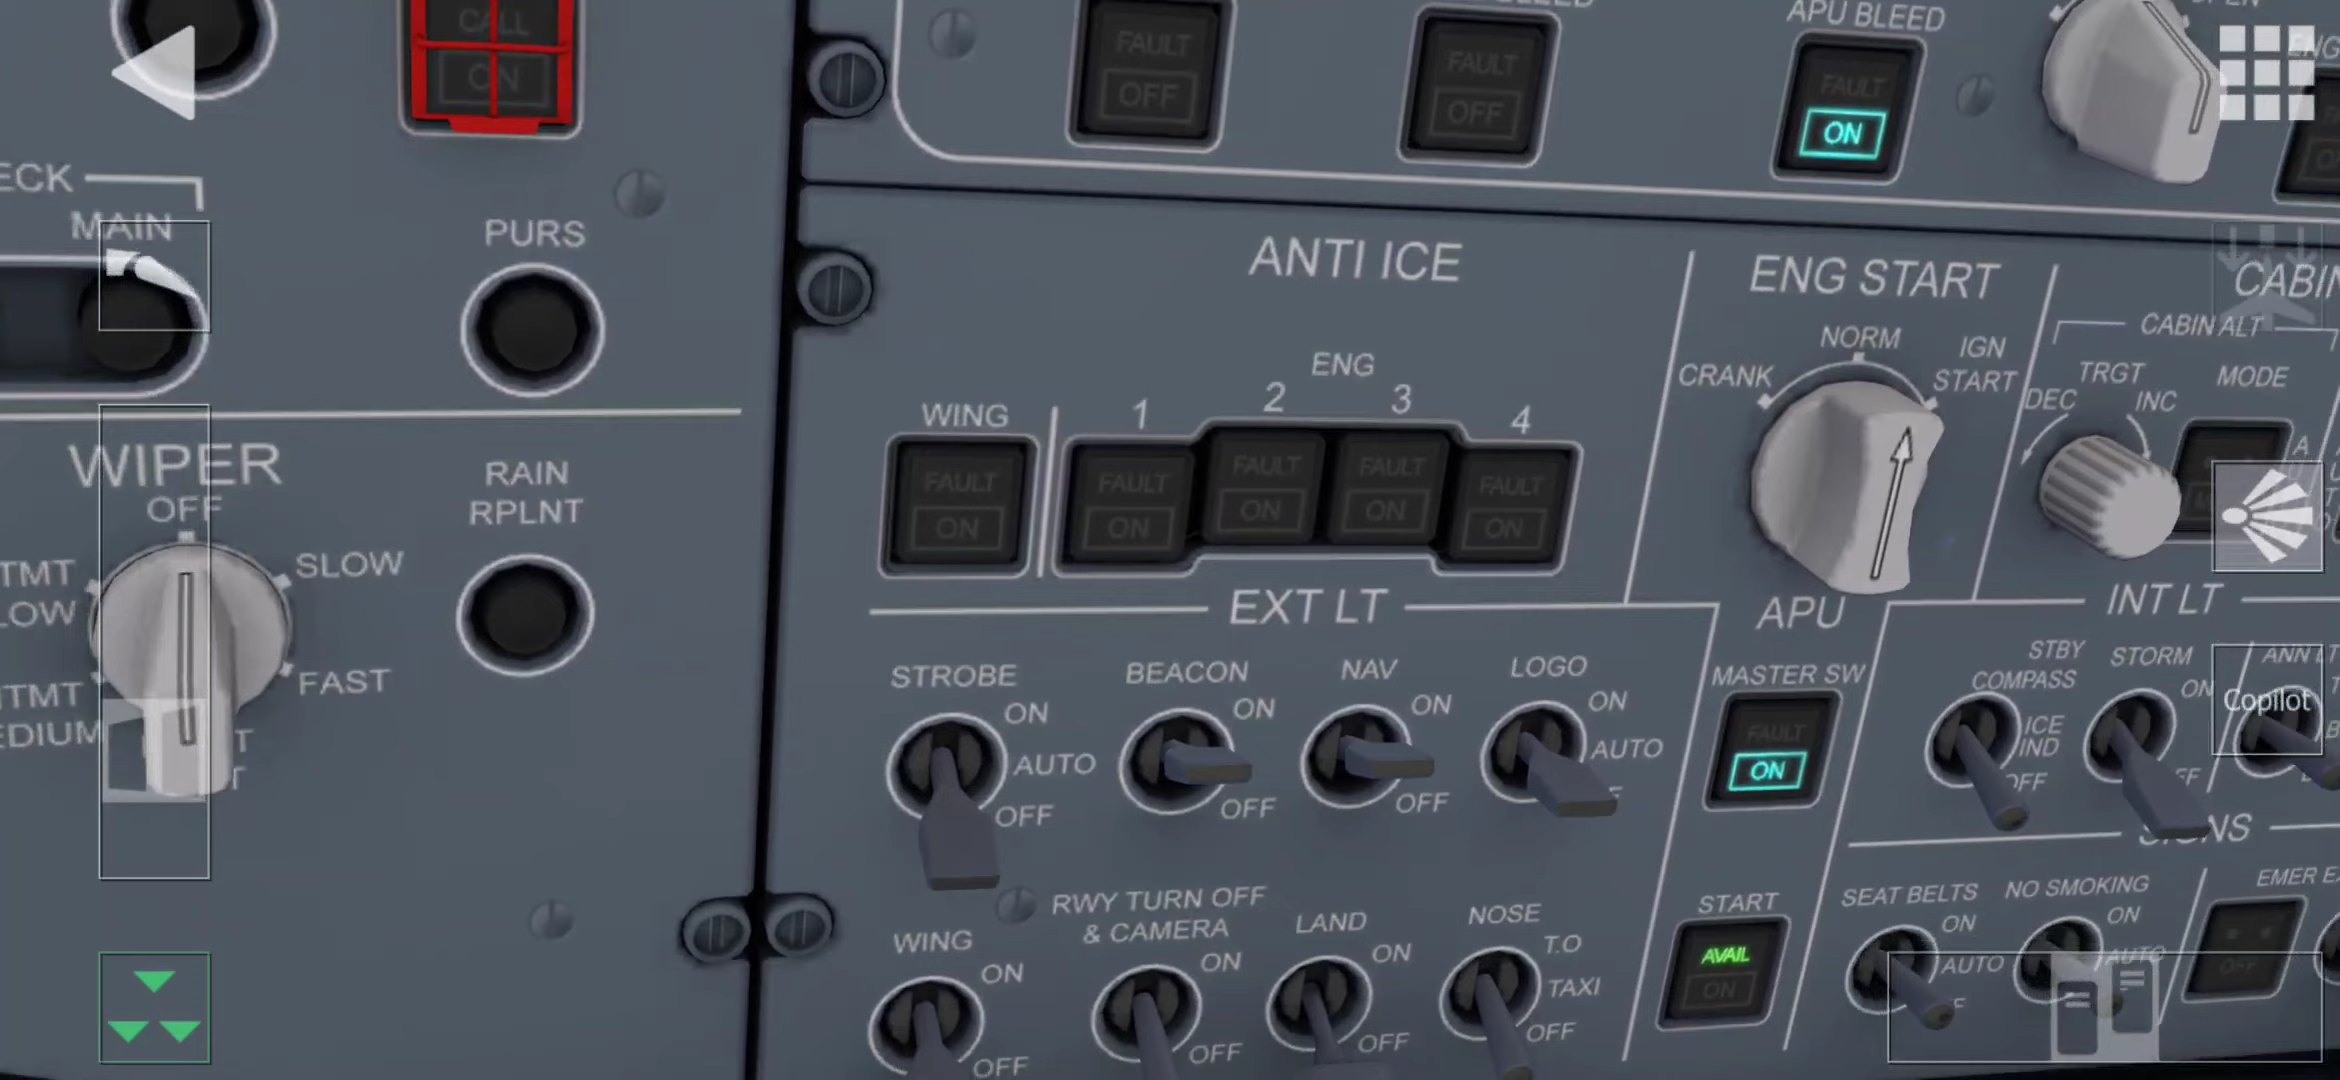 CALL
ON
FAULT
OFF
FAULT
OFF
APU BLEED
FAULT
ON
MAIN
PURS
WIPER
OFF
SLOW
FAST
RAIN
RPLNT
ANTI ICE
WING
FAULT
ON
ENG
1 2 3 4
FAULT FAULT FAULT FAULT
ON ON ON ON
ENG START
CRANK NORM IGN
START
CABIN ALT
TRGT
DEC INC
MODE
EXT LT
STROBE
ON
AUTO
OFF
BEACON
ON
OFF
NAV
ON
OFF
LOGO
ON
AUTO
WING
ON
OFF
RWY TURN OFF
& CAMERA
ON
OFF
LAND
ON
OFF
NOSE
T.O
TAXI
OFF
APU
MASTER SW
FAULT
ON
START
AVAIL
ON
INT LT
STBY
COMPASS
ICE
IND
OFF
STORM
ON
Copilot
SEAT BELTS
ON
AUTO
NO SMOKING
ON
AUTO
EMER
OFF